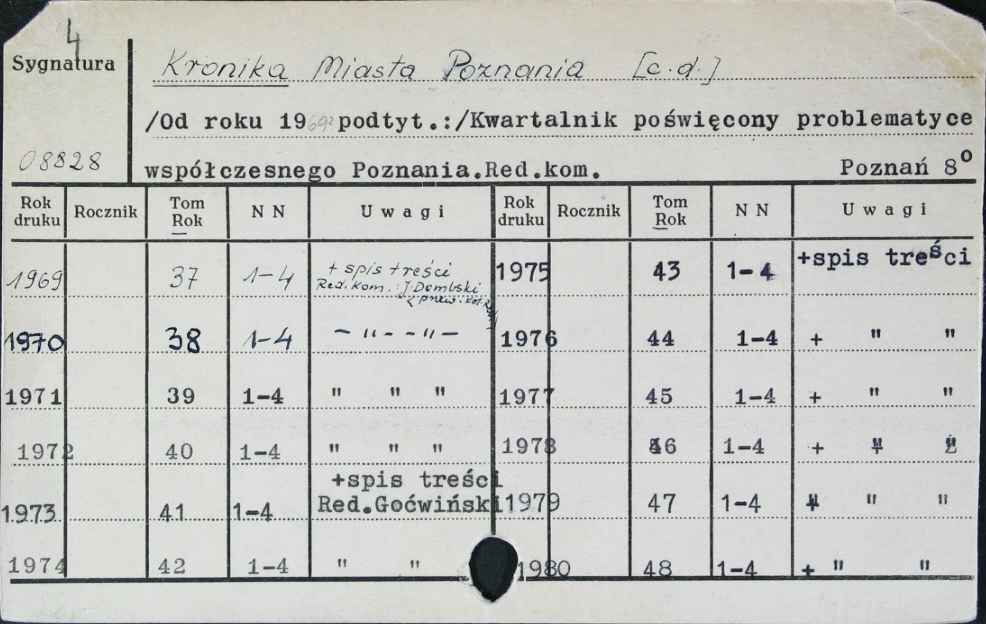 4
Sygnatura Kronika Miasta Poznania [c.d.]
/Od roku 1969 podtyt.:/Kwartalnik poświęcony problematyce
08828
współczesnego Poznania.Red.kom. Poznań 8°
Rok druku Rocznik Tom Rok N N Uwagi Rok druku Rocznik Tom Rok N N Uwagi
1969 37 1-4 + spis treści 1975 43 1-4 +spis treści
Red. kom. : J. Dembski
1970 38 1-4 — " - - " — 1976 44 1-4 + " "
1971 39 1-4 " " " 1977 45 1-4 + " "
1972 40 1-4 " " " 1978 46 1-4 + " "
+spis treści
1973 41 1-4 Red.Goćwiński 1979 47 1-4 + " "
1974 42 1-4 " " 1980 48 1-4 + " "